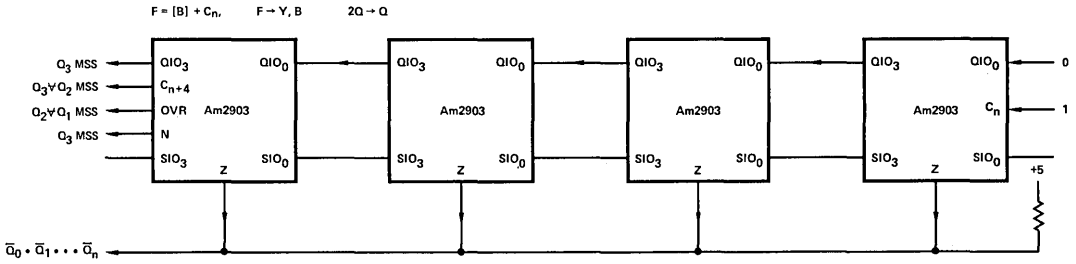 F = [B] + Cn, F → Y, B 2Q → Q
Q3 MSS QIO3 QIO0 QIO3 QIO0 QIO3 QIO0 QIO3 QIO0 0
Q3 ∀ Q2 MSS Cn+4
Q2 ∀ Q1 MSS OVR Am2903 Am2903 Am2903 Am2903 Cn 1
Q3 MSS N
SIO3 SIO0 SIO3 SIO0 SIO3 SIO0 SIO3 SIO0
Z Z Z Z +5
Q̅0 • Q̅1 • • • Q̅n